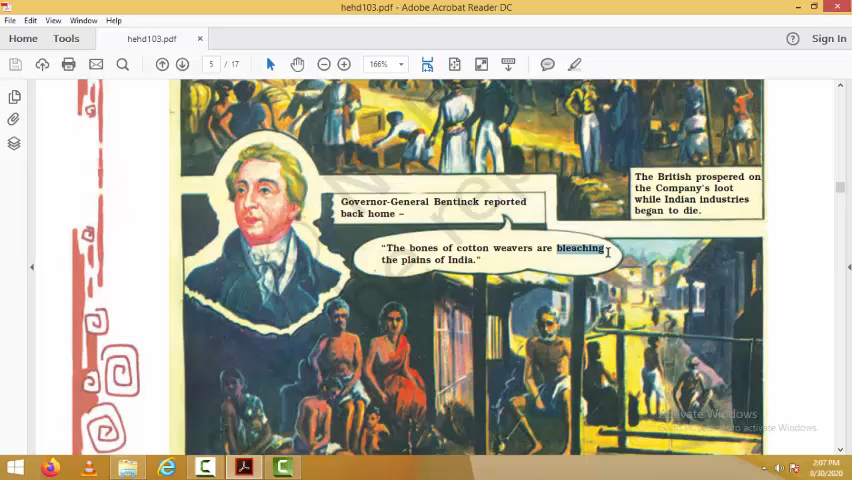 hehd103.pdf - Adobe Acrobat Reader DC
File Edit View Window Help
Home Tools hehd103.pdf × Sign In
5 / 17 166%
The British prospered on
the Company's loot
while Indian industries
began to die.
Governor-General Bentinck reported
back home –
"The bones of cotton weavers are bleaching
the plains of India."
Activate Windows
2:07 PM
8/30/2020